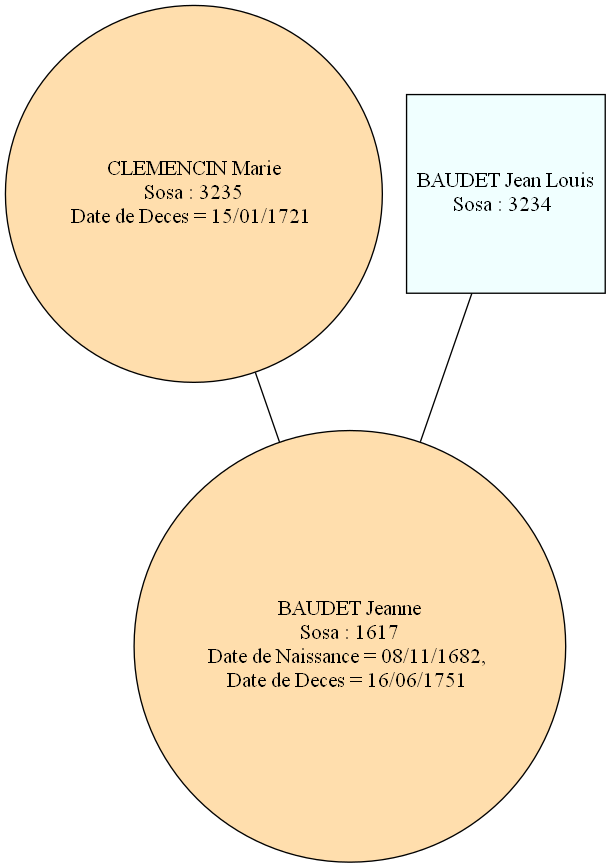 CLEMENCIN Marie
Sosa : 3235
Date de Deces = 15/01/1721
BAUDET Jean Louis
Sosa : 3234
BAUDET Jeanne
Sosa : 1617
Date de Naissance = 08/11/1682,
Date de Deces = 16/06/1751